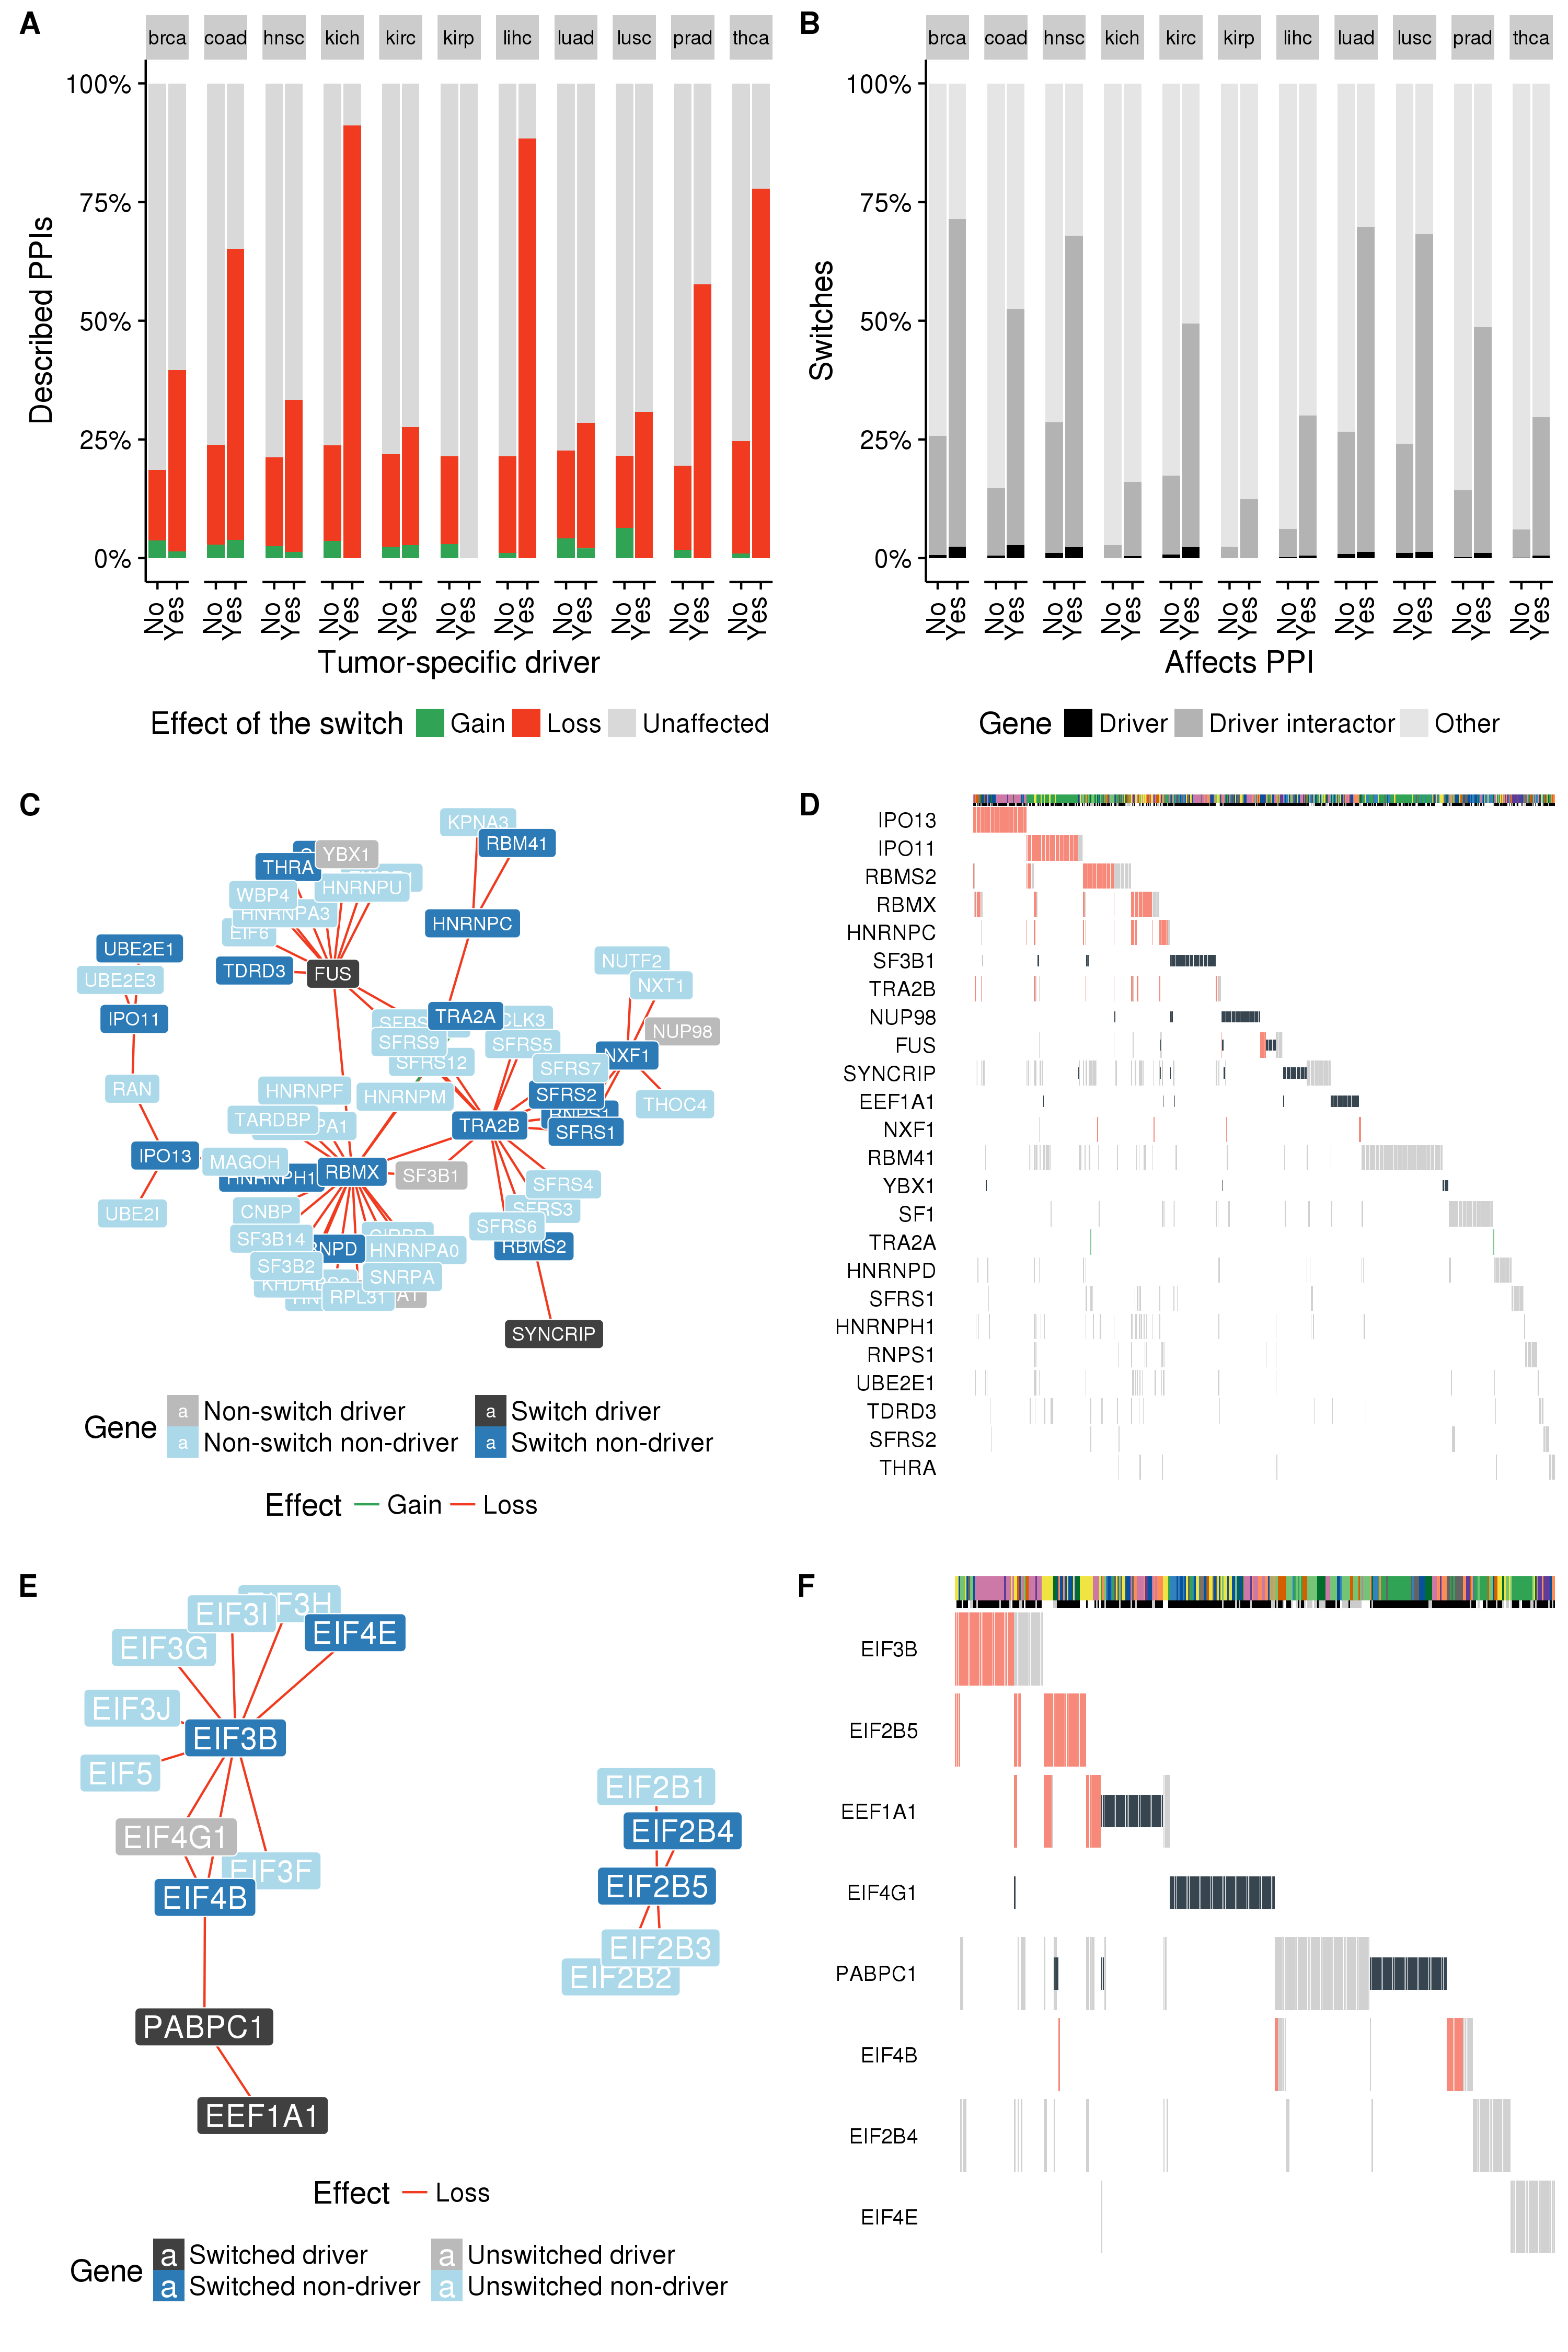 A
brca coad hnsc kich kirc kirp lihc luad lusc prad thca
100%
75%
50%
25%
0%
Described PPIs
No Yes No Yes No Yes No Yes No Yes No Yes No Yes No Yes No Yes No Yes No Yes
Tumor-specific driver
Effect of the switch Gain Loss Unaffected
B
brca coad hnsc kich kirc kirp lihc luad lusc prad thca
100%
75%
50%
25%
0%
Switches
No Yes No Yes No Yes No Yes No Yes No Yes No Yes No Yes No Yes No Yes No Yes
Affects PPI
Gene Driver Driver interactor Other
C
KPNA3
RBM41
YBX1
THRA
HNRNPU
WBP4
HNRNPA3
EIF6
HNRNPC
UBE2E1
TDRD3
FUS
UBE2E3
NUTF2
NXT1
IPO11
TRA2A
CLK3
NUP98
SFRS9
SFRS5
SFRS12
NXF1
SFRS7
RAN
HNRNPF
HNRNPM
SFRS2
THOC4
TARDBP
RNPS1
TRA2B
SFRS1
IPO13
MAGOH
HNRNPH1
RBMX
SF3B1
SFRS4
UBE2I
CNBP
SFRS3
SFRS6
SF3B14
HNRNPA0
RBMS2
SF3B2
SNRPA
RPL31
SYNCRIP
Gene
a Non-switch driver
a Switch driver
a Non-switch non-driver
a Switch non-driver
Effect Gain Loss
D
IPO13
IPO11
RBMS2
RBMX
HNRNPC
SF3B1
TRA2B
NUP98
FUS
SYNCRIP
EEF1A1
NXF1
RBM41
YBX1
SF1
TRA2A
HNRNPD
SFRS1
HNRNPH1
RNPS1
UBE2E1
TDRD3
SFRS2
THRA
E
EIF3H
EIF3I
EIF4E
EIF3G
EIF3J
EIF3B
EIF5
EIF2B1
EIF4G1
EIF2B4
EIF3F
EIF2B5
EIF4B
EIF2B3
EIF2B2
PABPC1
EEF1A1
Effect Loss
Gene
a Switched driver
a Unswitched driver
a Switched non-driver
a Unswitched non-driver
F
EIF3B
EIF2B5
EEF1A1
EIF4G1
PABPC1
EIF4B
EIF2B4
EIF4E